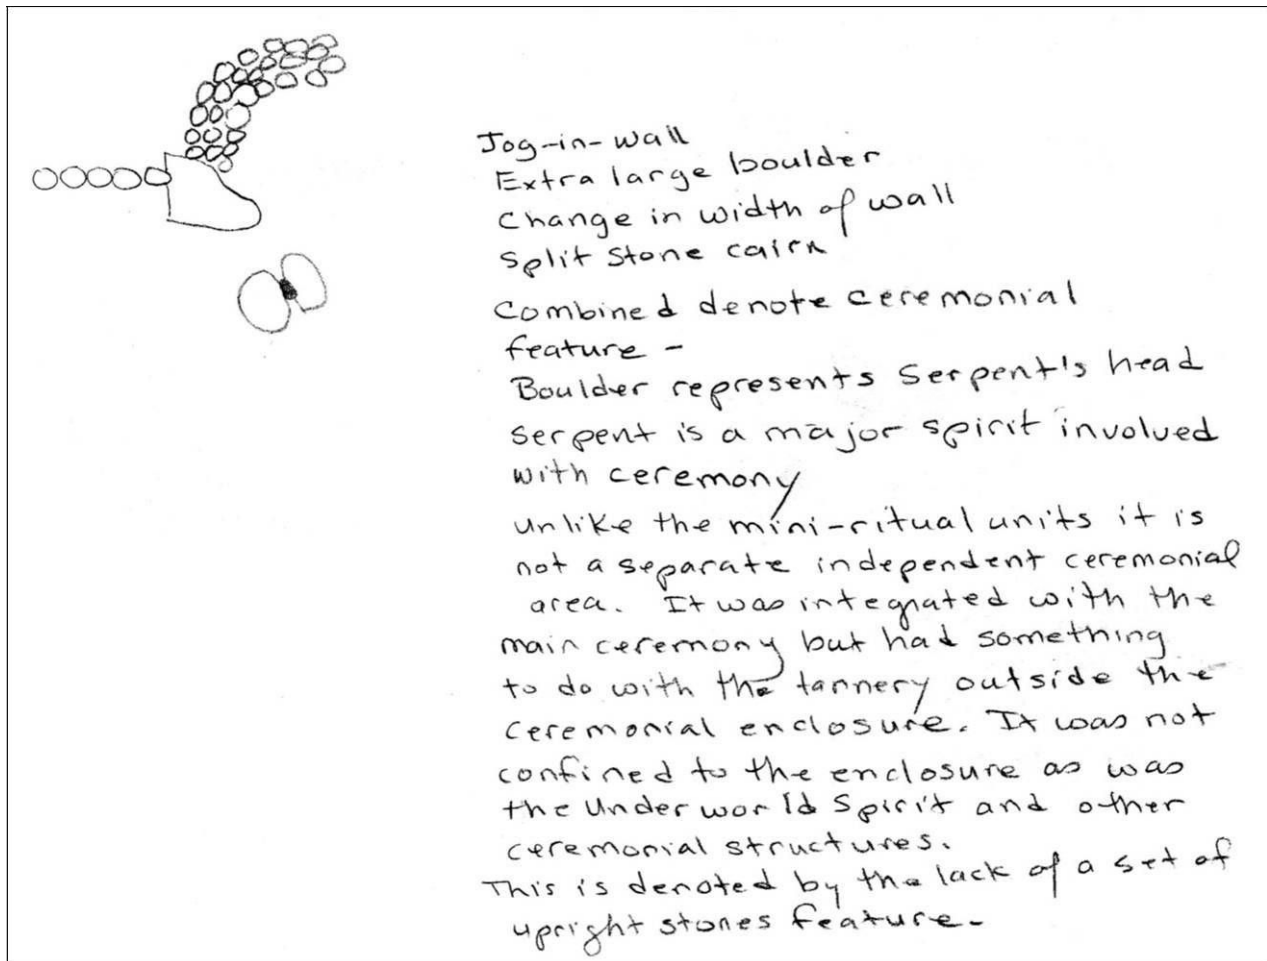 Jog-in-wall
Extra large boulder
Change in width of wall
Split Stone cairn
Combined denote ceremonial
feature -
Boulder represents Serpent's head
Serpent is a major spirit involved
with ceremony
unlike the mini-ritual units it is
not a separate independent ceremonial
area. It was integrated with the
main ceremony but had something
to do with the tannery outside the
ceremonial enclosure. It was not
confined to the enclosure as was
the Underworld Spirit and other
ceremonial structures.
This is denoted by the lack of a set of
upright stones feature.